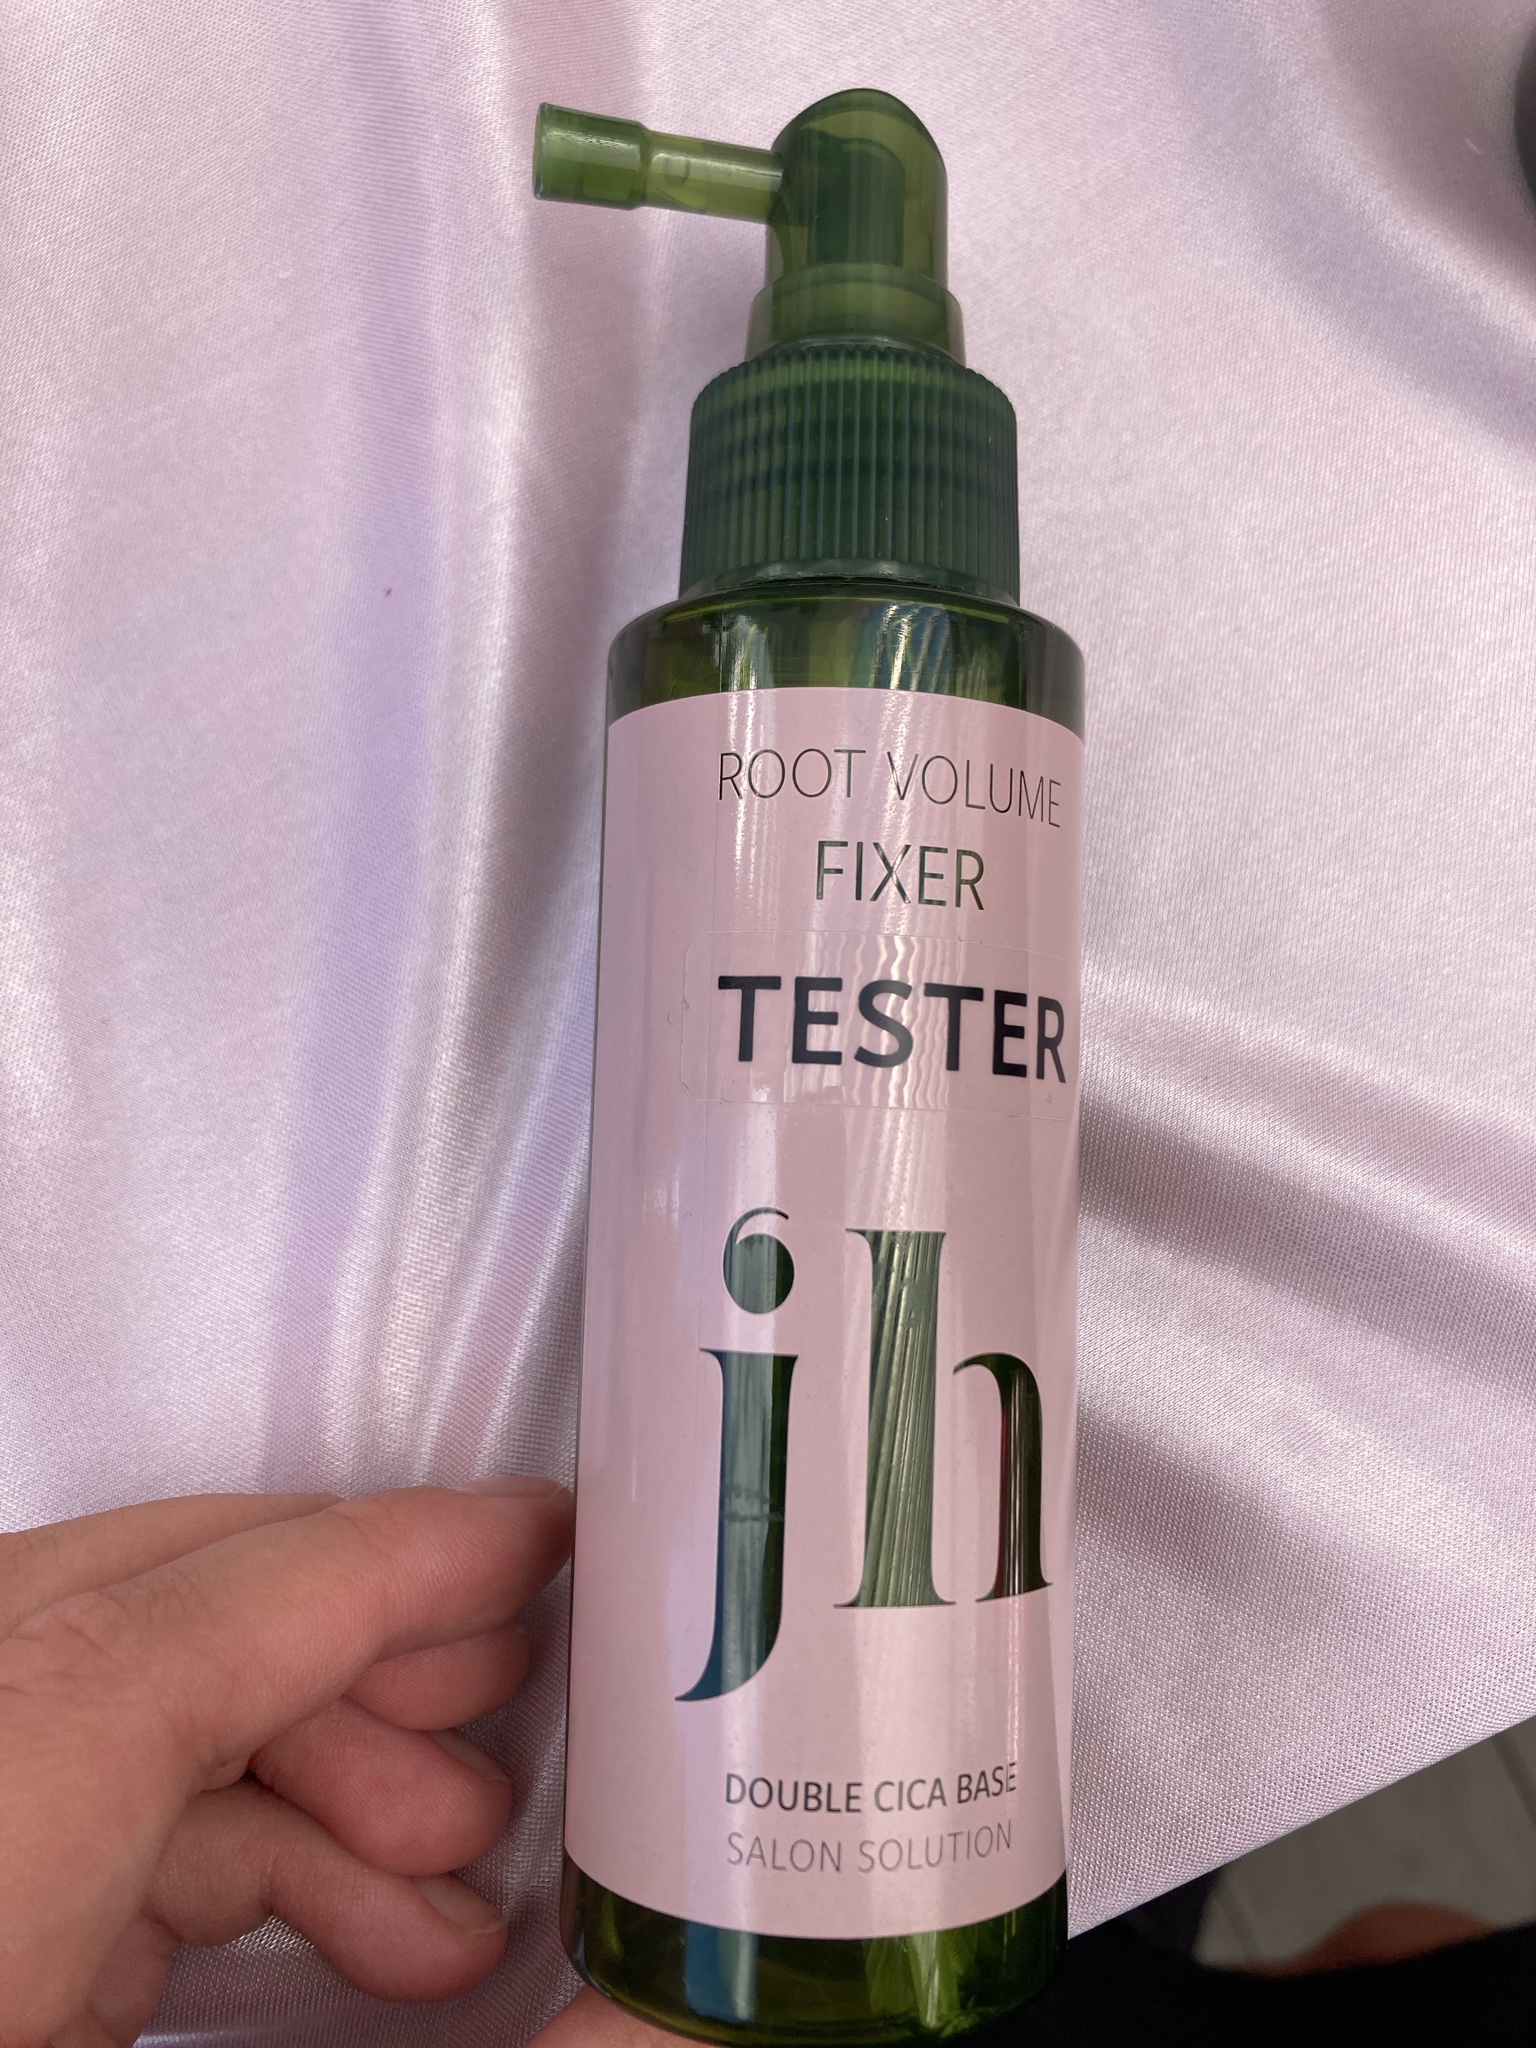 ROOT VOLUME
FIXER
TESTER
jh
DOUBLE CICA BASE
SALON SOLUTION